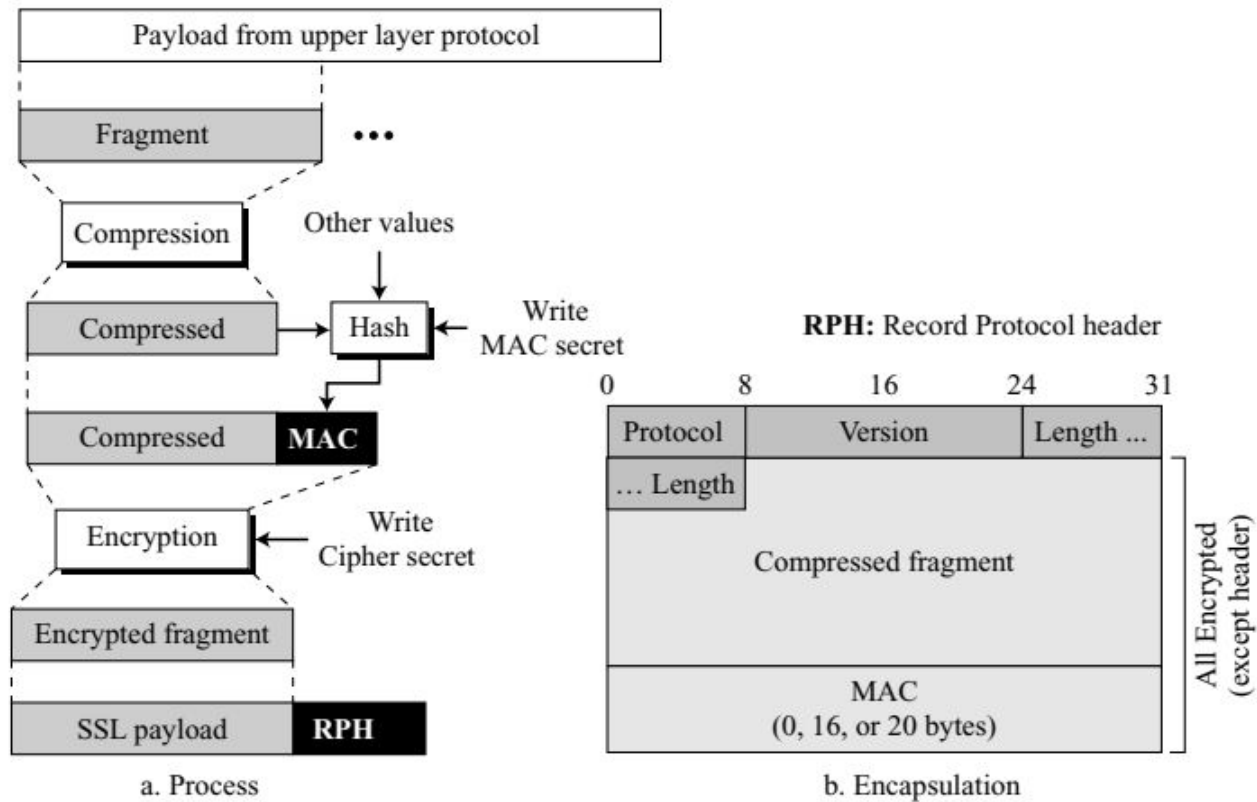 Payload from upper layer protocol
Fragment
•••
Compression
Other values
Compressed
Hash
Write
MAC secret
Compressed
MAC
Encryption
Write
Cipher secret
Encrypted fragment
SSL payload
RPH
a. Process
RPH: Record Protocol header
0 8 16 24 31
Protocol
Version
Length ...
... Length
Compressed fragment
MAC
(0, 16, or 20 bytes)
All Encrypted
(except header)
b. Encapsulation